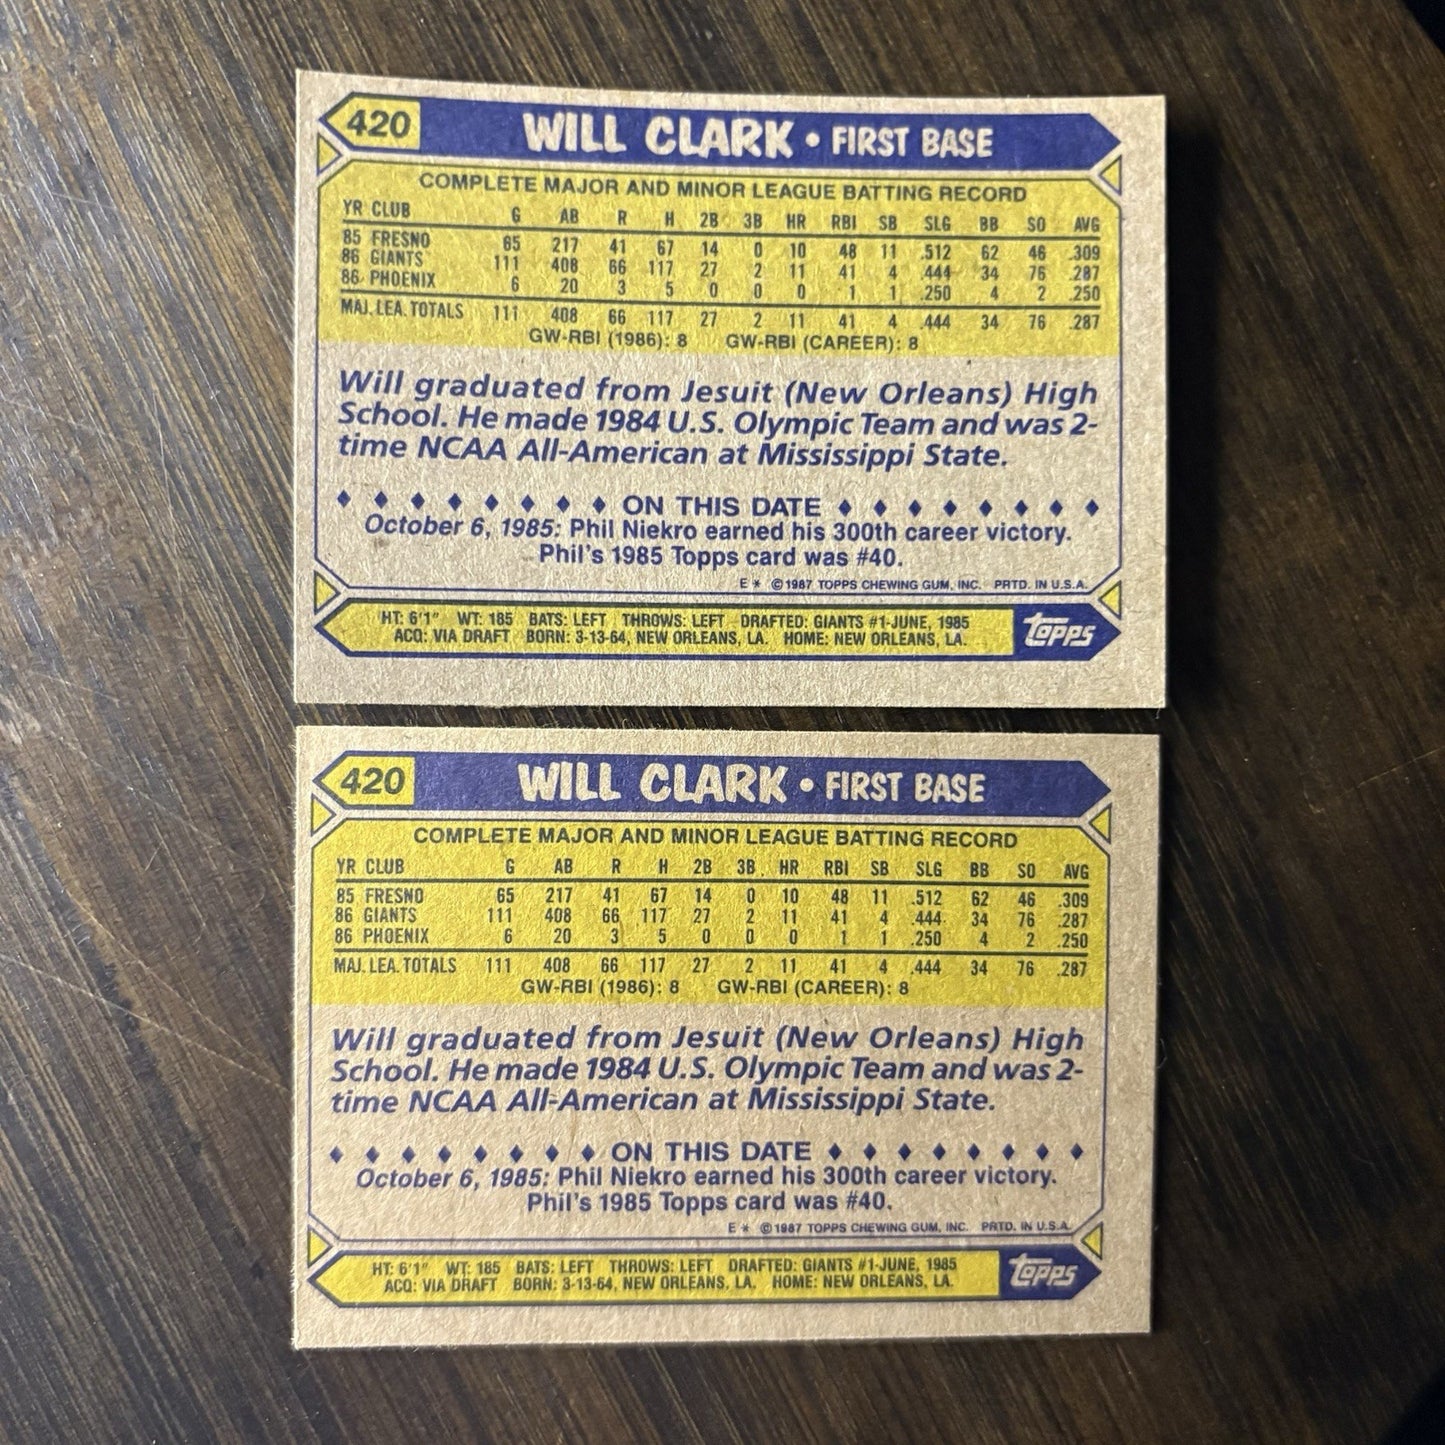 420 WILL CLARK • FIRST BASE
COMPLETE MAJOR AND MINOR LEAGUE BATTING RECORD
YR CLUB G AB R H 2B 3B HR RBI SB SLG BB SO AVG
85 FRESNO 65 217 41 67 14 0 10 48 11 .512 62 46 .309
86 GIANTS 111 408 66 117 27 2 11 41 4 .444 34 76 .287
86 PHOENIX 6 20 3 5 0 0 0 1 1 .250 4 2 .250
MAJ. LEA. TOTALS 111 408 66 117 27 2 11 41 4 .444 34 76 .287
GW-RBI (1986): 8 GW-RBI (CAREER): 8
Will graduated from Jesuit (New Orleans) High
School. He made 1984 U.S. Olympic Team and was 2-
time NCAA All-American at Mississippi State.
♦ ♦ ♦ ♦ ♦ ♦ ♦ ♦ ON THIS DATE ♦ ♦ ♦ ♦ ♦ ♦ ♦ ♦
October 6, 1985: Phil Niekro earned his 300th career victory.
Phil's 1985 Topps card was #40.
E * ©1987 TOPPS CHEWING GUM, INC. PRTD. IN U.S.A.
HT: 6'1" WT: 185 BATS: LEFT THROWS: LEFT DRAFTED: GIANTS #1-JUNE, 1985
ACQ: VIA DRAFT BORN: 3-13-64, NEW ORLEANS, LA. HOME: NEW ORLEANS, LA.
topps
420 WILL CLARK • FIRST BASE
COMPLETE MAJOR AND MINOR LEAGUE BATTING RECORD
YR CLUB G AB R H 2B 3B HR RBI SB SLG BB SO AVG
85 FRESNO 65 217 41 67 14 0 10 48 11 .512 62 46 .309
86 GIANTS 111 408 66 117 27 2 11 41 4 .444 34 76 .287
86 PHOENIX 6 20 3 5 0 0 0 1 1 .250 4 2 .250
MAJ. LEA. TOTALS 111 408 66 117 27 2 11 41 4 .444 34 76 .287
GW-RBI (1986): 8 GW-RBI (CAREER): 8
Will graduated from Jesuit (New Orleans) High
School. He made 1984 U.S. Olympic Team and was 2-
time NCAA All-American at Mississippi State.
♦ ♦ ♦ ♦ ♦ ♦ ♦ ♦ ON THIS DATE ♦ ♦ ♦ ♦ ♦ ♦ ♦ ♦
October 6, 1985: Phil Niekro earned his 300th career victory.
Phil's 1985 Topps card was #40.
E * ©1987 TOPPS CHEWING GUM, INC. PRTD. IN U.S.A.
HT: 6'1" WT: 185 BATS: LEFT THROWS: LEFT DRAFTED: GIANTS #1-JUNE, 1985
ACQ: VIA DRAFT BORN: 3-13-64, NEW ORLEANS, LA. HOME: NEW ORLEANS, LA.
topps